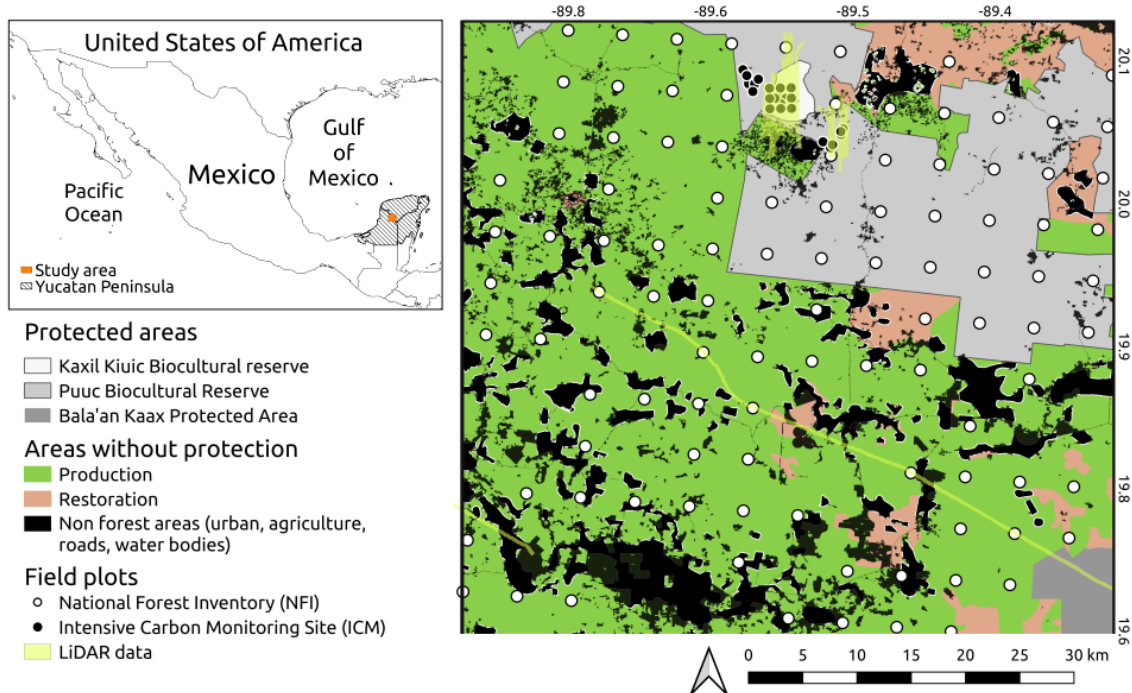 United States of America
Gulf
of
Mexico
Mexico
Pacific
Ocean
Study area
Yucatan Peninsula
Protected areas
Kaxil Kiuic Biocultural reserve
Puuc Biocultural Reserve
Bala'an Kaax Protected Area
Areas without protection
Production
Restoration
Non forest areas (urban, agriculture,
roads, water bodies)
Field plots
National Forest Inventory (NFI)
Intensive Carbon Monitoring Site (ICM)
LiDAR data
-89.8 -89.6 -89.5 -89.4
20.1
20.0
19.9
19.8
19.6
0 5 10 15 20 25 30 km